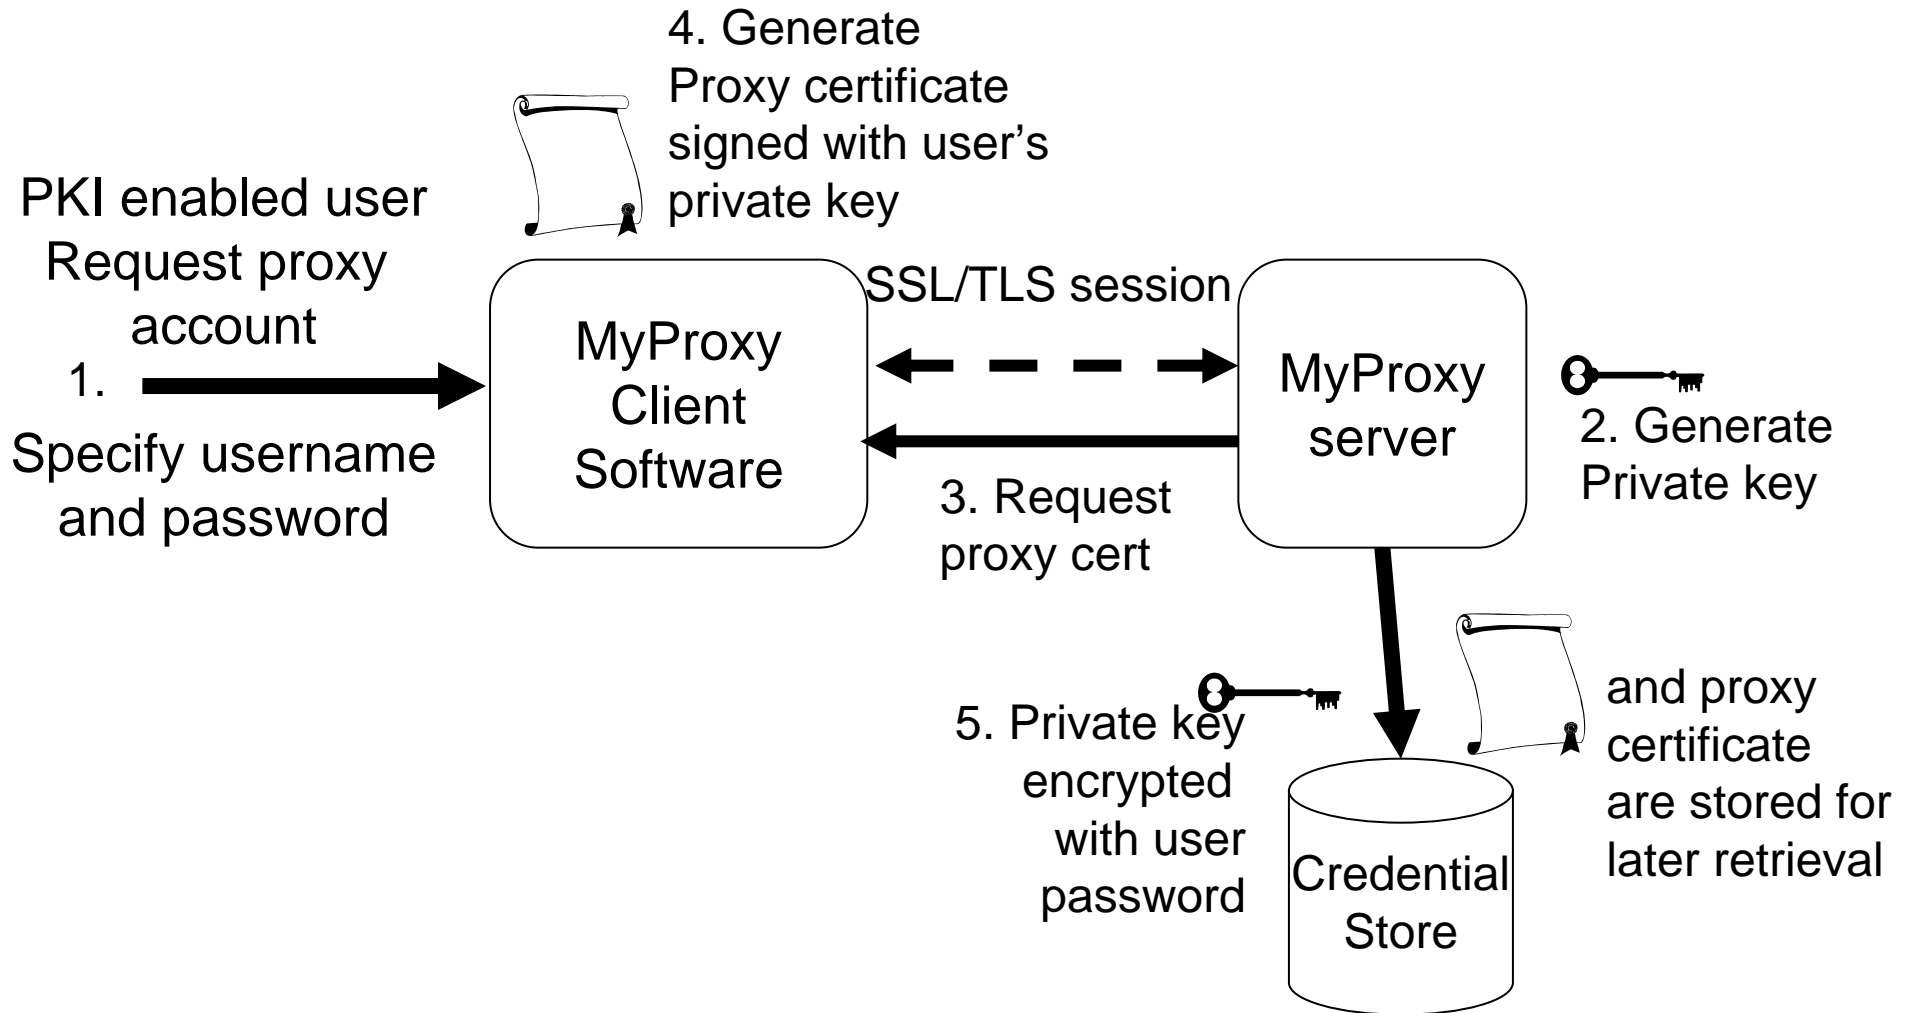 4. Generate
Proxy certificate
signed with user’s
private key
PKI enabled user
Request proxy
account
1.
Specify username
and password
MyProxy
Client
Software
SSL/TLS session
MyProxy
server
2. Generate
Private key
3. Request
proxy cert
5. Private key
encrypted
with user
password
and proxy
certificate
are stored for
later retrieval
Credential
Store